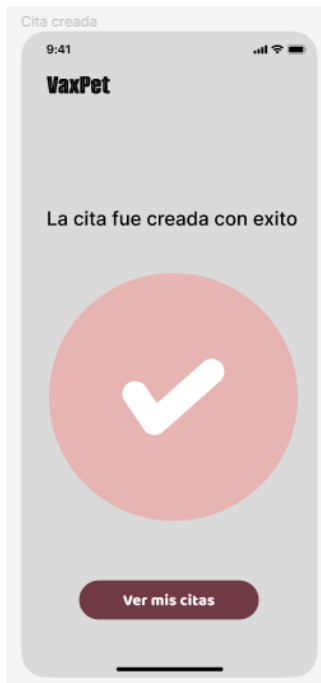 Cita creada
9:41
VaxPet
La cita fue creada con exito
Ver mis citas